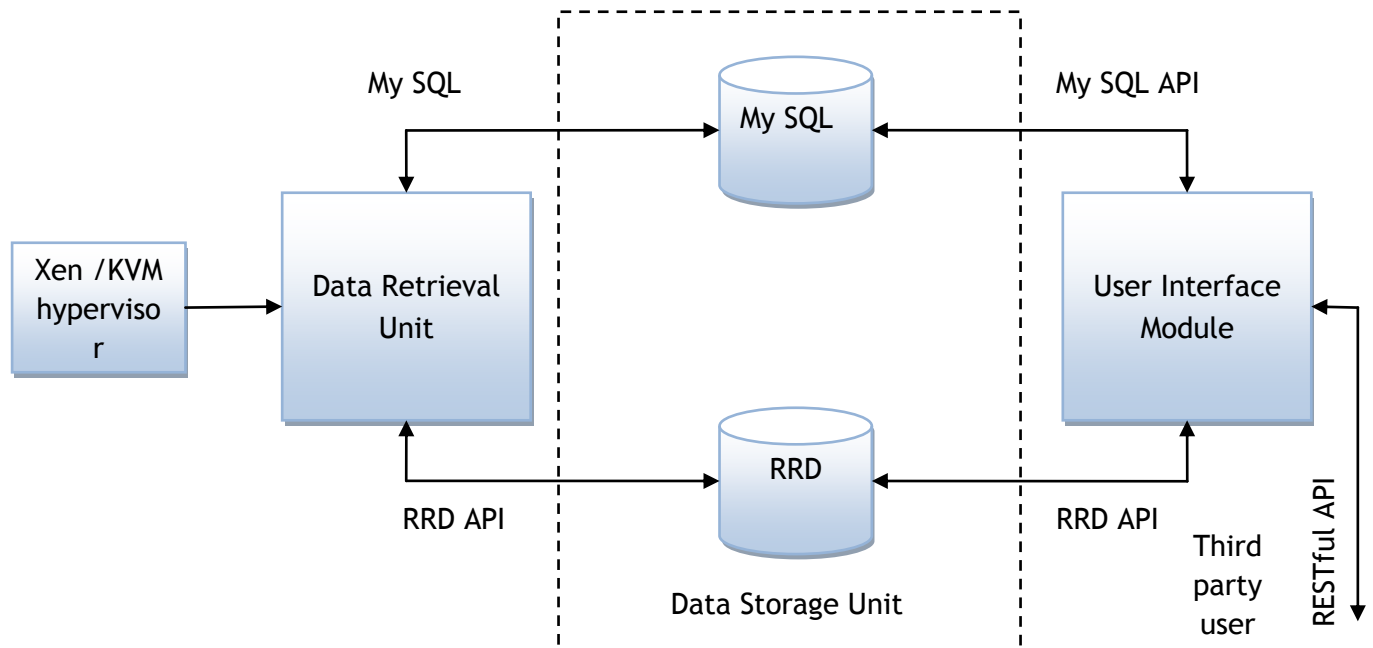 My SQL
My SQL
My SQL API
Xen /KVM
hyperviso
r
Data Retrieval
Unit
User Interface
Module
RRD
RRD API
RRD API
Data Storage Unit
Third
party
user
RESTful API